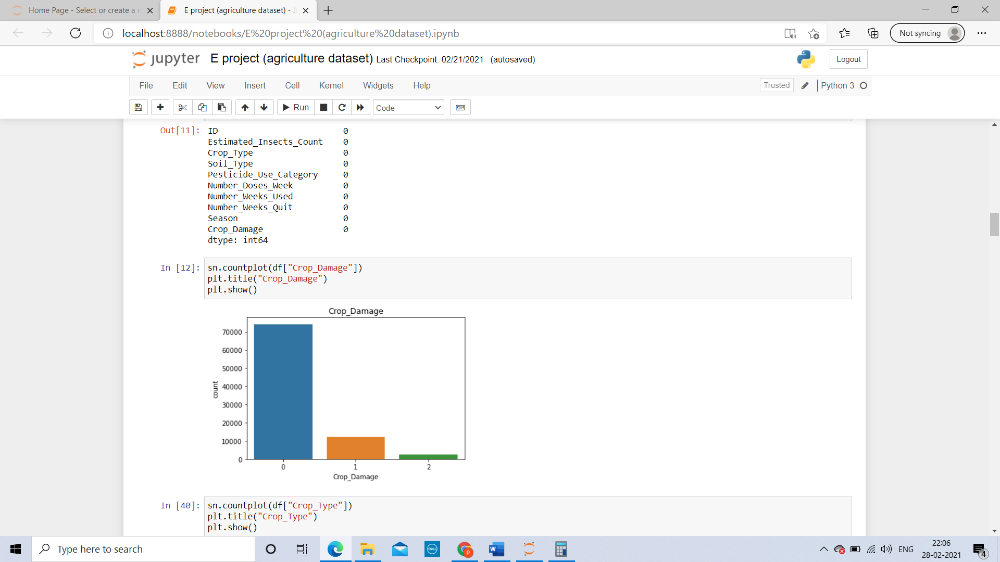 Home Page - Select or create a n
E project (agriculture dataset) - J
localhost:8888/notebooks/E%20project%20(agriculture%20dataset).ipynb
Not syncing
jupyter E project (agriculture dataset) Last Checkpoint: 02/21/2021 (autosaved)
Logout
File Edit View Insert Cell Kernel Widgets Help
Trusted
Python 3
Run
Code
Out[11]: ID 0
Estimated_Insects_Count 0
Crop_Type 0
Soil_Type 0
Pesticide_Use_Category 0
Number_Doses_Week 0
Number_Weeks_Used 0
Number_Weeks_Quit 0
Season 0
Crop_Damage 0
dtype: int64
In [12]: sn.countplot(df["Crop_Damage"])
plt.title("Crop_Damage")
plt.show()
Crop_Damage
70000
60000
50000
40000
30000
20000
10000
0
count
0 1 2
Crop_Damage
In [40]: sn.countplot(df["Crop_Type"])
plt.title("Crop_Type")
plt.show()
Type here to search
DELL
p
W
ENG
22:06
28-02-2021
4